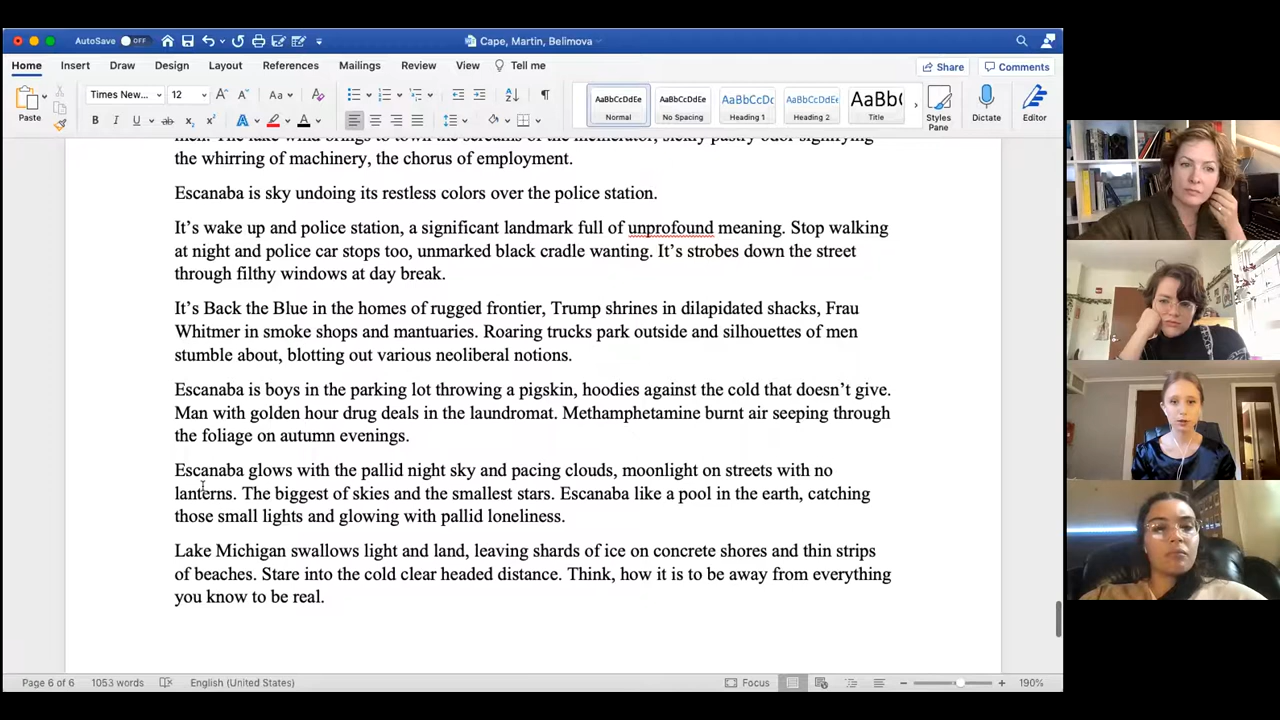 AutoSave OFF
Cape, Martin, Belimova
Home Insert Draw Design Layout References Mailings Review View Tell me
Share Comments
Paste
Times New... 12
Aa
B I U ab x₂ x²
A A
AaBbCcDdEe AaBbCcDdEe AaBbCcDc AaBbCcDdEe AaBb(
Normal No Spacing Heading 1 Heading 2 Title
Styles Pane
Dictate
Editor
the whirring of machinery, the chorus of employment.
Escanaba is sky undoing its restless colors over the police station.
It's wake up and police station, a significant landmark full of unprofound meaning. Stop walking
at night and police car stops too, unmarked black cradle wanting. It's strobes down the street
through filthy windows at day break.
It's Back the Blue in the homes of rugged frontier, Trump shrines in dilapidated shacks, Frau
Whitmer in smoke shops and mantuaries. Roaring trucks park outside and silhouettes of men
stumble about, blotting out various neoliberal notions.
Escanaba is boys in the parking lot throwing a pigskin, hoodies against the cold that doesn't give.
Man with golden hour drug deals in the laundromat. Methamphetamine burnt air seeping through
the foliage on autumn evenings.
Escanaba glows with the pallid night sky and pacing clouds, moonlight on streets with no
lanterns. The biggest of skies and the smallest stars. Escanaba like a pool in the earth, catching
those small lights and glowing with pallid loneliness.
Lake Michigan swallows light and land, leaving shards of ice on concrete shores and thin strips
of beaches. Stare into the cold clear headed distance. Think, how it is to be away from everything
you know to be real.
Page 6 of 6 1053 words English (United States) Focus 190%